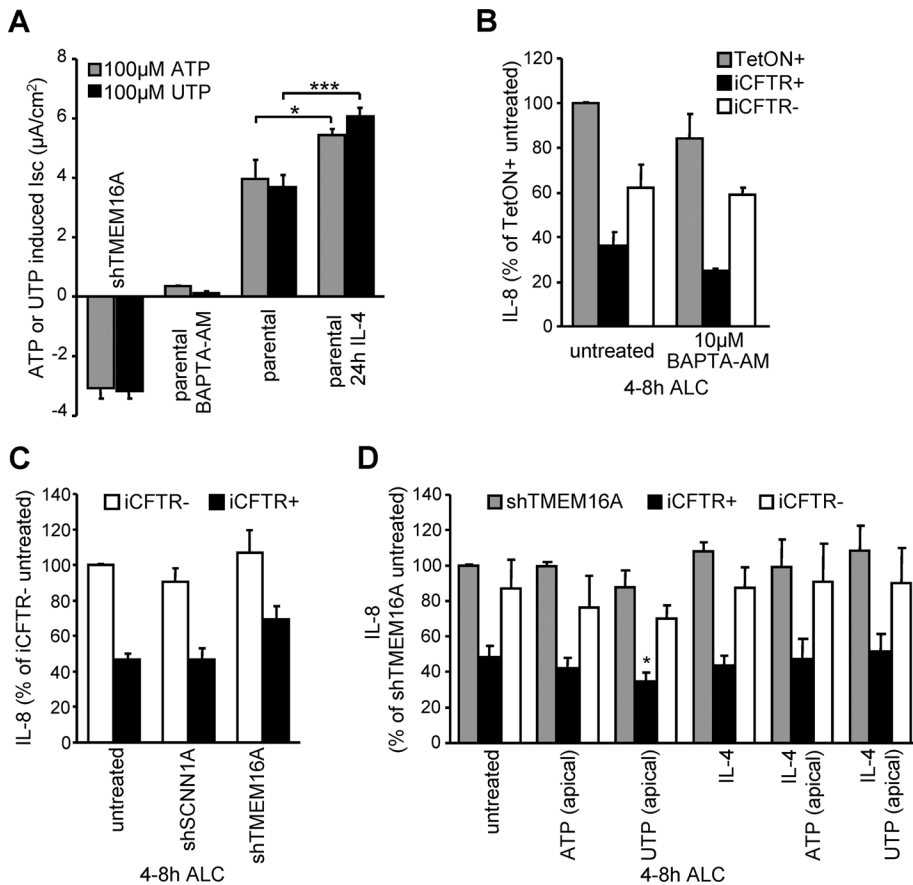 A
ATP or UTP induced Isc (µA/cm²)
8
6
4
2
0
-2
-4
100µM ATP
100µM UTP
***
*
shTMEM16A
parental
BAPTA-AM
parental
parental
24h IL-4
B
IL-8 (% of TetON+ untreated)
120
100
80
60
40
20
0
TetON+
iCFTR+
iCFTR-
untreated
10µM
BAPTA-AM
4-8h ALC
C
IL-8 (% of iCFTR- untreated)
140
120
100
80
60
40
20
0
iCFTR-
iCFTR+
untreated
shSCNN1A
shTMEM16A
4-8h ALC
D
IL-8
(% of shTMEM16A untreated)
140
120
100
80
60
40
20
0
shTMEM16A
iCFTR+
iCFTR-
*
untreated
ATP (apical)
UTP (apical)
IL-4
IL-4
ATP (apical)
IL-4
UTP (apical)
4-8h ALC